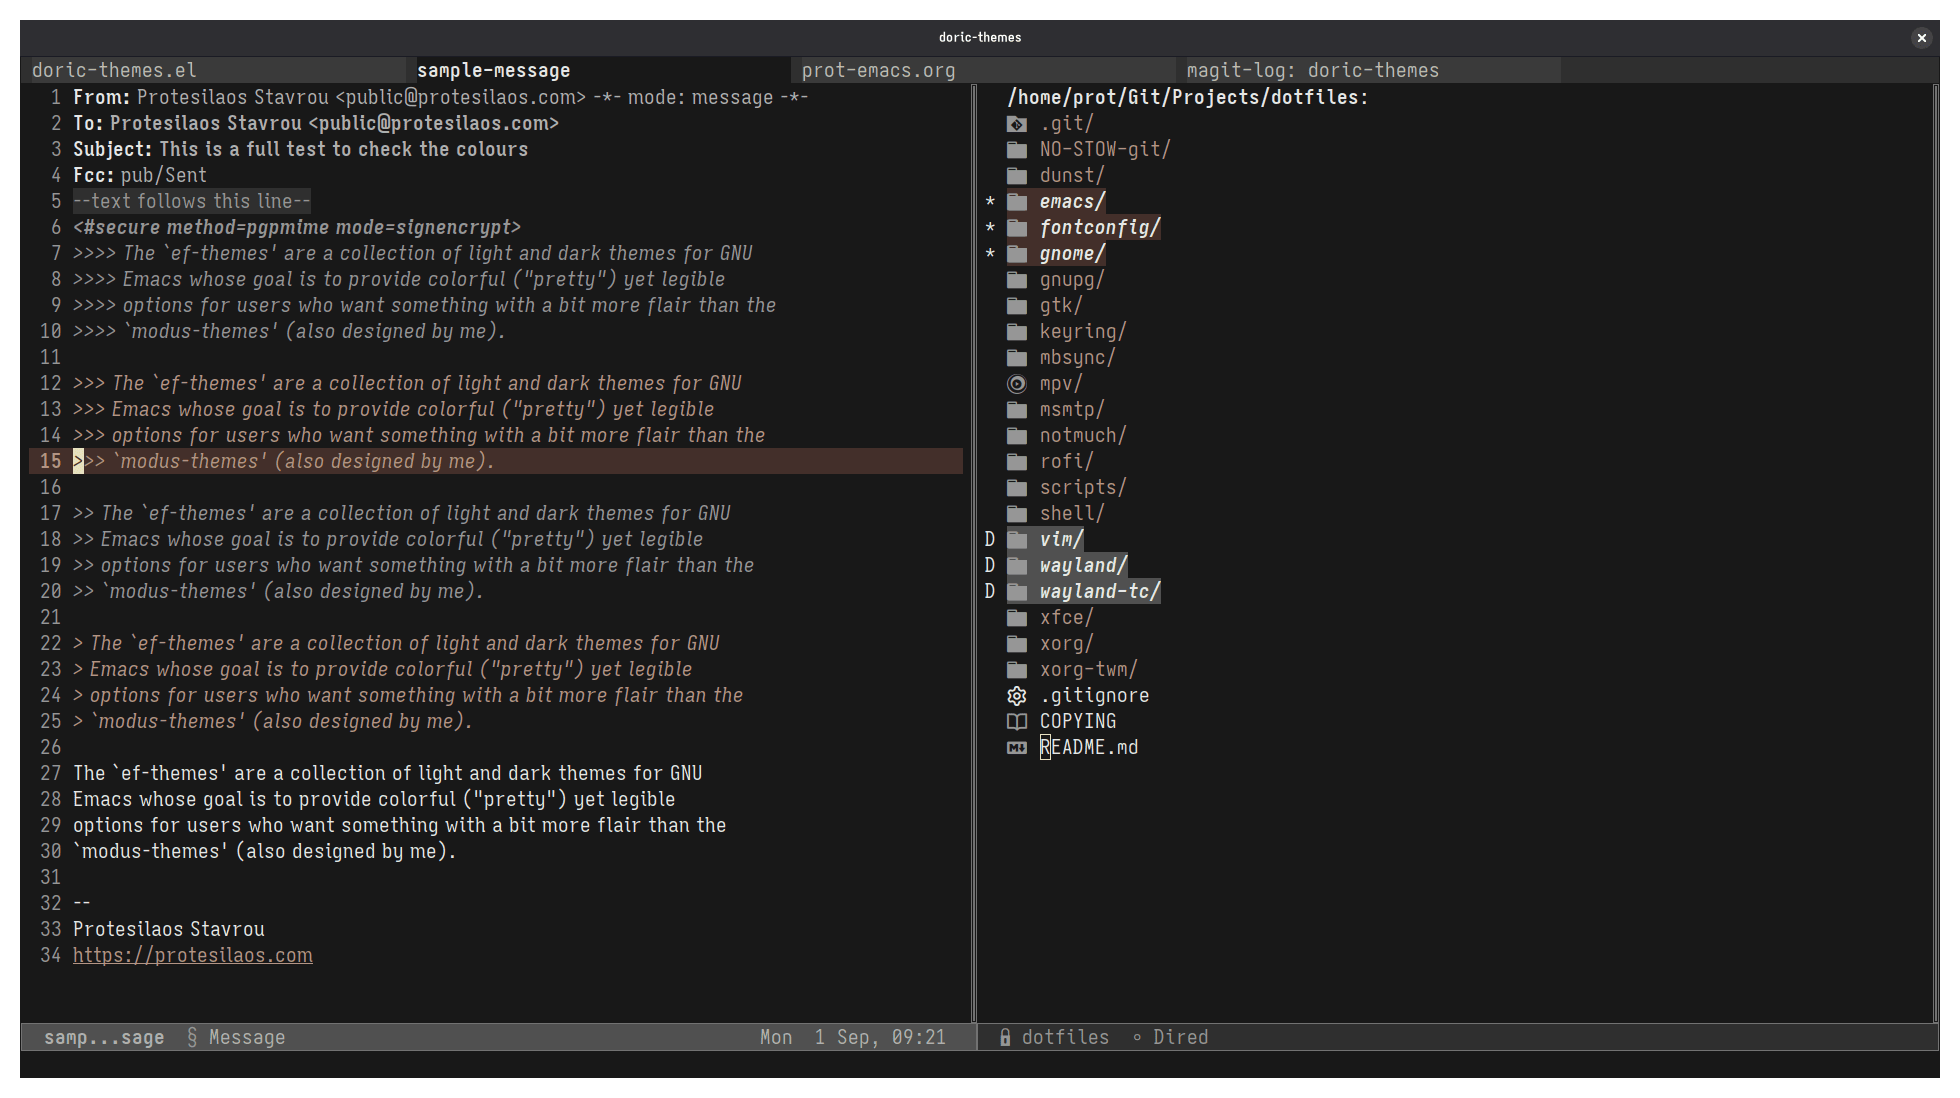 doric-themes
doric-themes.el sample-message prot-emacs.org magit-log: doric-themes
1 From: Protesilaos Stavrou <public@protesilaos.com> -*- mode: message -*-
2 To: Protesilaos Stavrou <public@protesilaos.com>
3 Subject: This is a full test to check the colours
4 Fcc: pub/Sent
5 --text follows this line--
6 <#secure method=pgpmime mode=signencrypt>
7 >>>> The `ef-themes' are a collection of light and dark themes for GNU
8 >>>> Emacs whose goal is to provide colorful ("pretty") yet legible
9 >>>> options for users who want something with a bit more flair than the
10 >>>> `modus-themes' (also designed by me).
11
12 >>> The `ef-themes' are a collection of light and dark themes for GNU
13 >>> Emacs whose goal is to provide colorful ("pretty") yet legible
14 >>> options for users who want something with a bit more flair than the
15 >>> `modus-themes' (also designed by me).
16
17 >> The `ef-themes' are a collection of light and dark themes for GNU
18 >> Emacs whose goal is to provide colorful ("pretty") yet legible
19 >> options for users who want something with a bit more flair than the
20 >> `modus-themes' (also designed by me).
21
22 > The `ef-themes' are a collection of light and dark themes for GNU
23 > Emacs whose goal is to provide colorful ("pretty") yet legible
24 > options for users who want something with a bit more flair than the
25 > `modus-themes' (also designed by me).
26
27 The `ef-themes' are a collection of light and dark themes for GNU
28 Emacs whose goal is to provide colorful ("pretty") yet legible
29 options for users who want something with a bit more flair than the
30 `modus-themes' (also designed by me).
31
32 --
33 Protesilaos Stavrou
34 https://protesilaos.com
samp...sage § Message Mon 1 Sep, 09:21
/home/prot/Git/Projects/dotfiles:
.git/
NO-STOW-git/
dunst/
* emacs/
* fontconfig/
* gnome/
gnupg/
gtk/
keyring/
mbsync/
mpv/
msmtp/
notmuch/
rofi/
scripts/
shell/
D vim/
D wayland/
D wayland-tc/
xfce/
xorg/
xorg-twm/
.gitignore
COPYING
README.md
dotfiles ∘ Dired